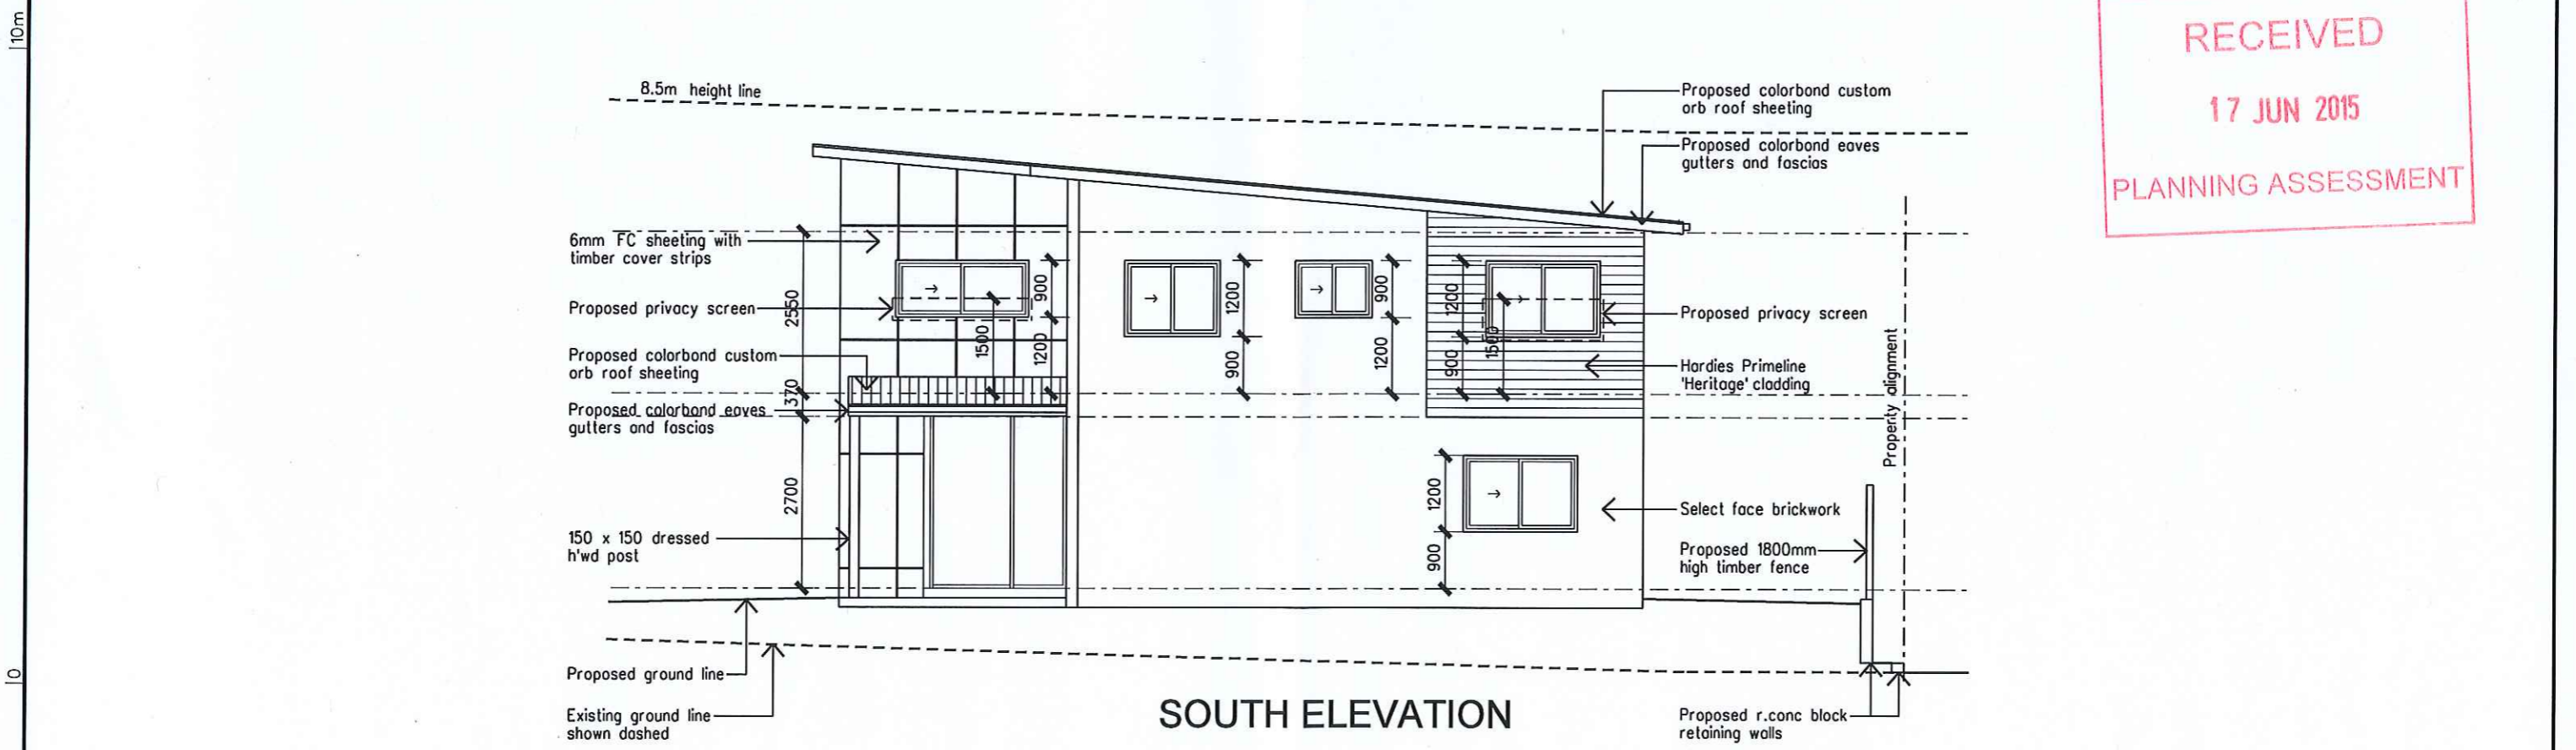 10m
0
RECEIVED
17 JUN 2015
PLANNING ASSESSMENT
8.5m height line
Proposed colorbond custom
orb roof sheeting
Proposed colorbond eaves
gutters and fascias
6mm FC sheeting with
timber cover strips
Proposed privacy screen
Proposed colorbond custom
orb roof sheeting
Proposed colorbond eaves
gutters and fascias
150 x 150 dressed
h'wd post
2550
370
2700
900
1500
1200
1200
900
900
1200
1200
1500
900
1200
900
Proposed privacy screen
Hardies Primeline
'Heritage' cladding
Property alignment
Select face brickwork
Proposed 1800mm
high timber fence
Proposed ground line
Existing ground line
shown dashed
SOUTH ELEVATION
Proposed r.conc block
retaining walls